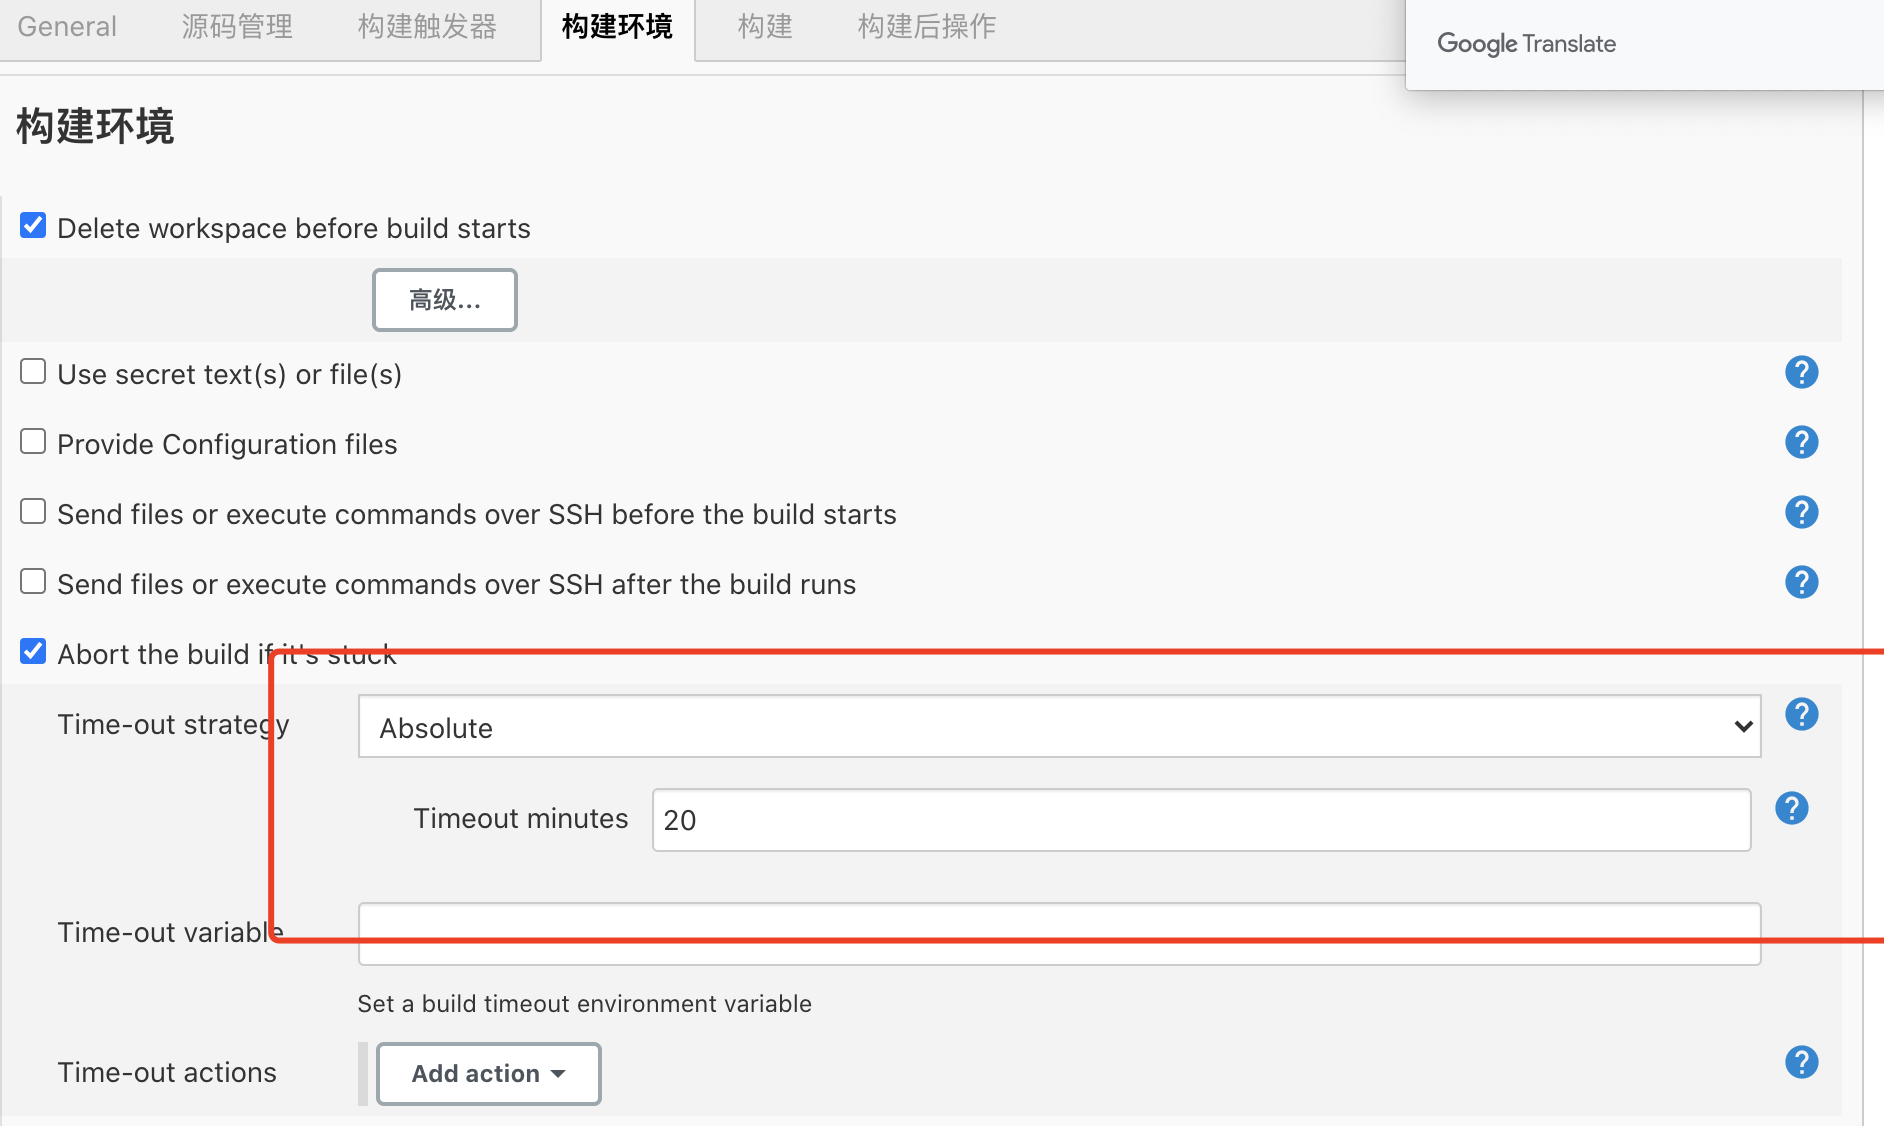 General 源码管理 构建触发器 构建环境 构建 构建后操作
Google Translate
构建环境
Delete workspace before build starts
高级...
Use secret text(s) or file(s)
Provide Configuration files
Send files or execute commands over SSH before the build starts
Send files or execute commands over SSH after the build runs
Abort the build if it's stuck
Time-out strategy Absolute
Timeout minutes 20
Time-out variable
Set a build timeout environment variable
Time-out actions Add action